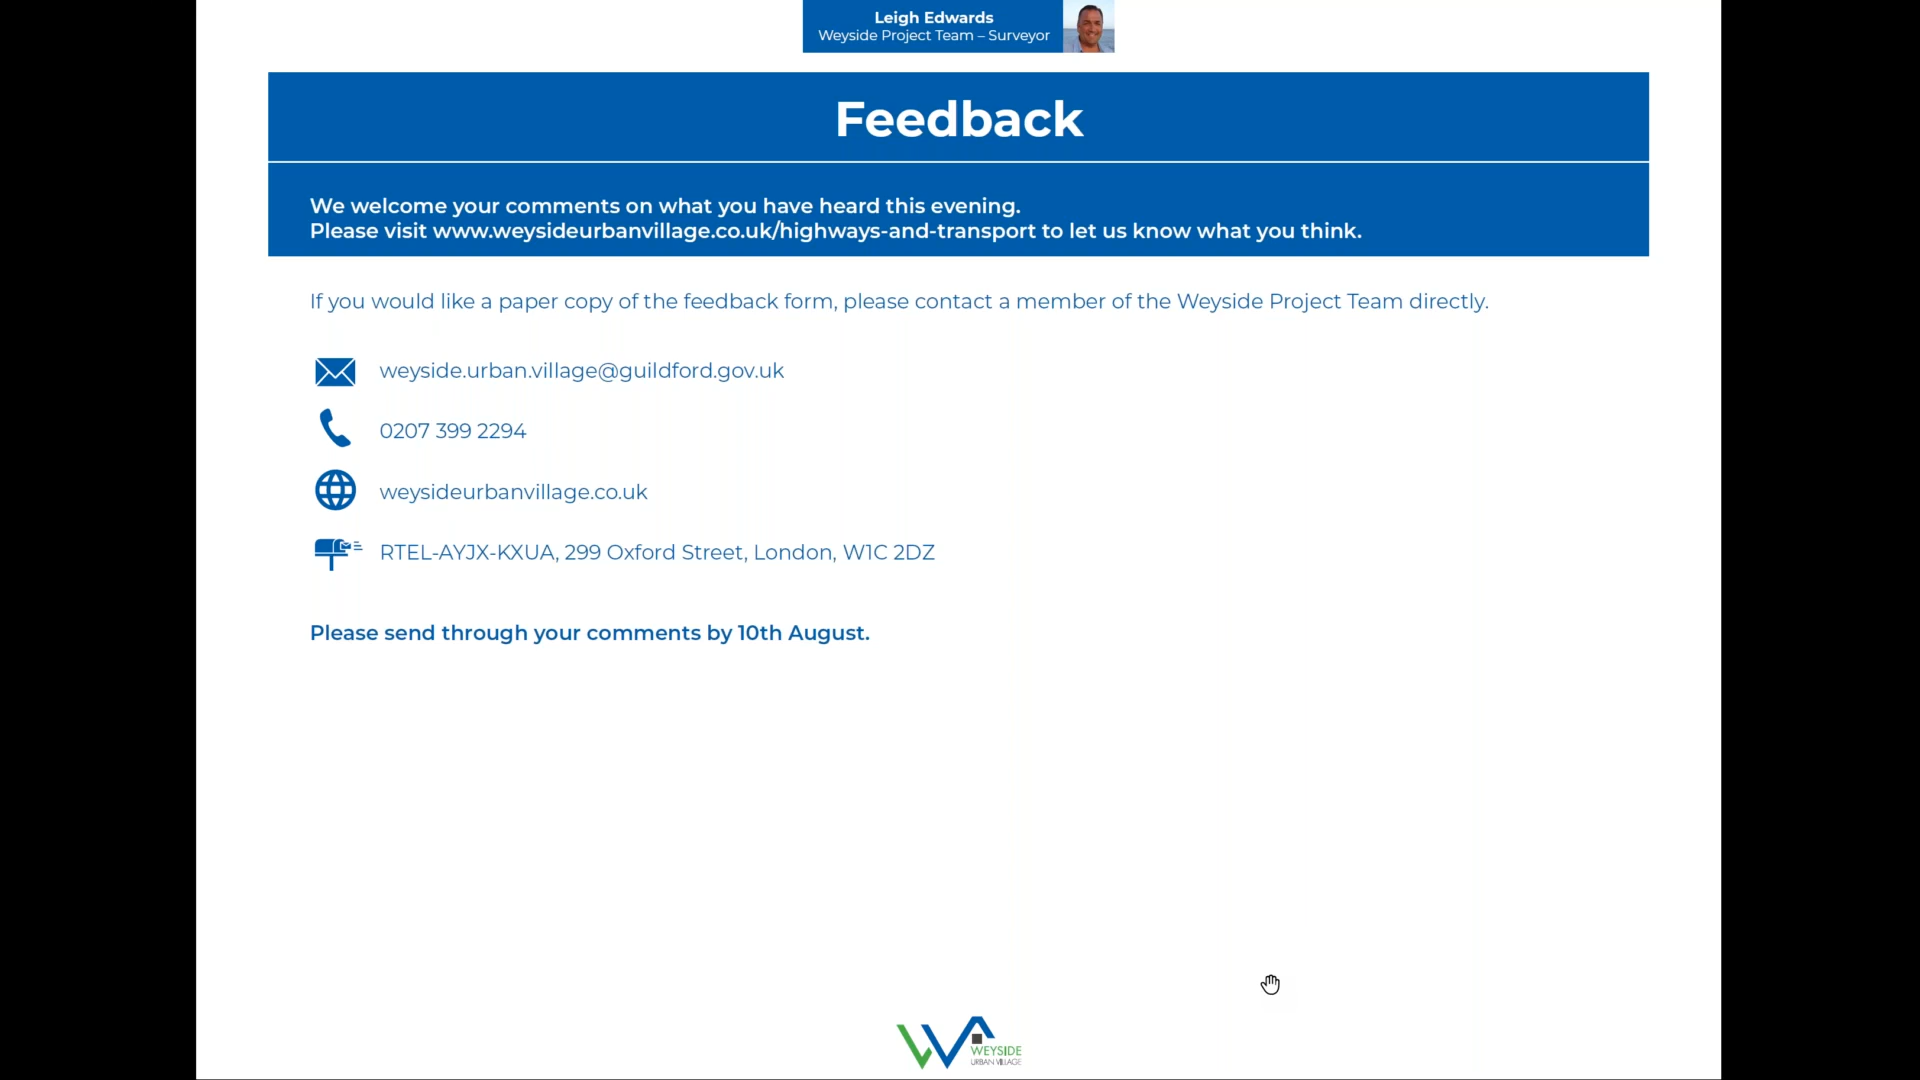 Leigh Edwards
Weyside Project Team – Surveyor
Feedback
We welcome your comments on what you have heard this evening.
Please visit www.weysideurbanvillage.co.uk/highways-and-transport to let us know what you think.
If you would like a paper copy of the feedback form, please contact a member of the Weyside Project Team directly.
weyside.urban.village@guildford.gov.uk
0207 399 2294
weysideurbanvillage.co.uk
RTEL-AYJX-KXUA, 299 Oxford Street, London, W1C 2DZ
Please send through your comments by 10th August.
WEYSIDE
URBAN VILLAGE